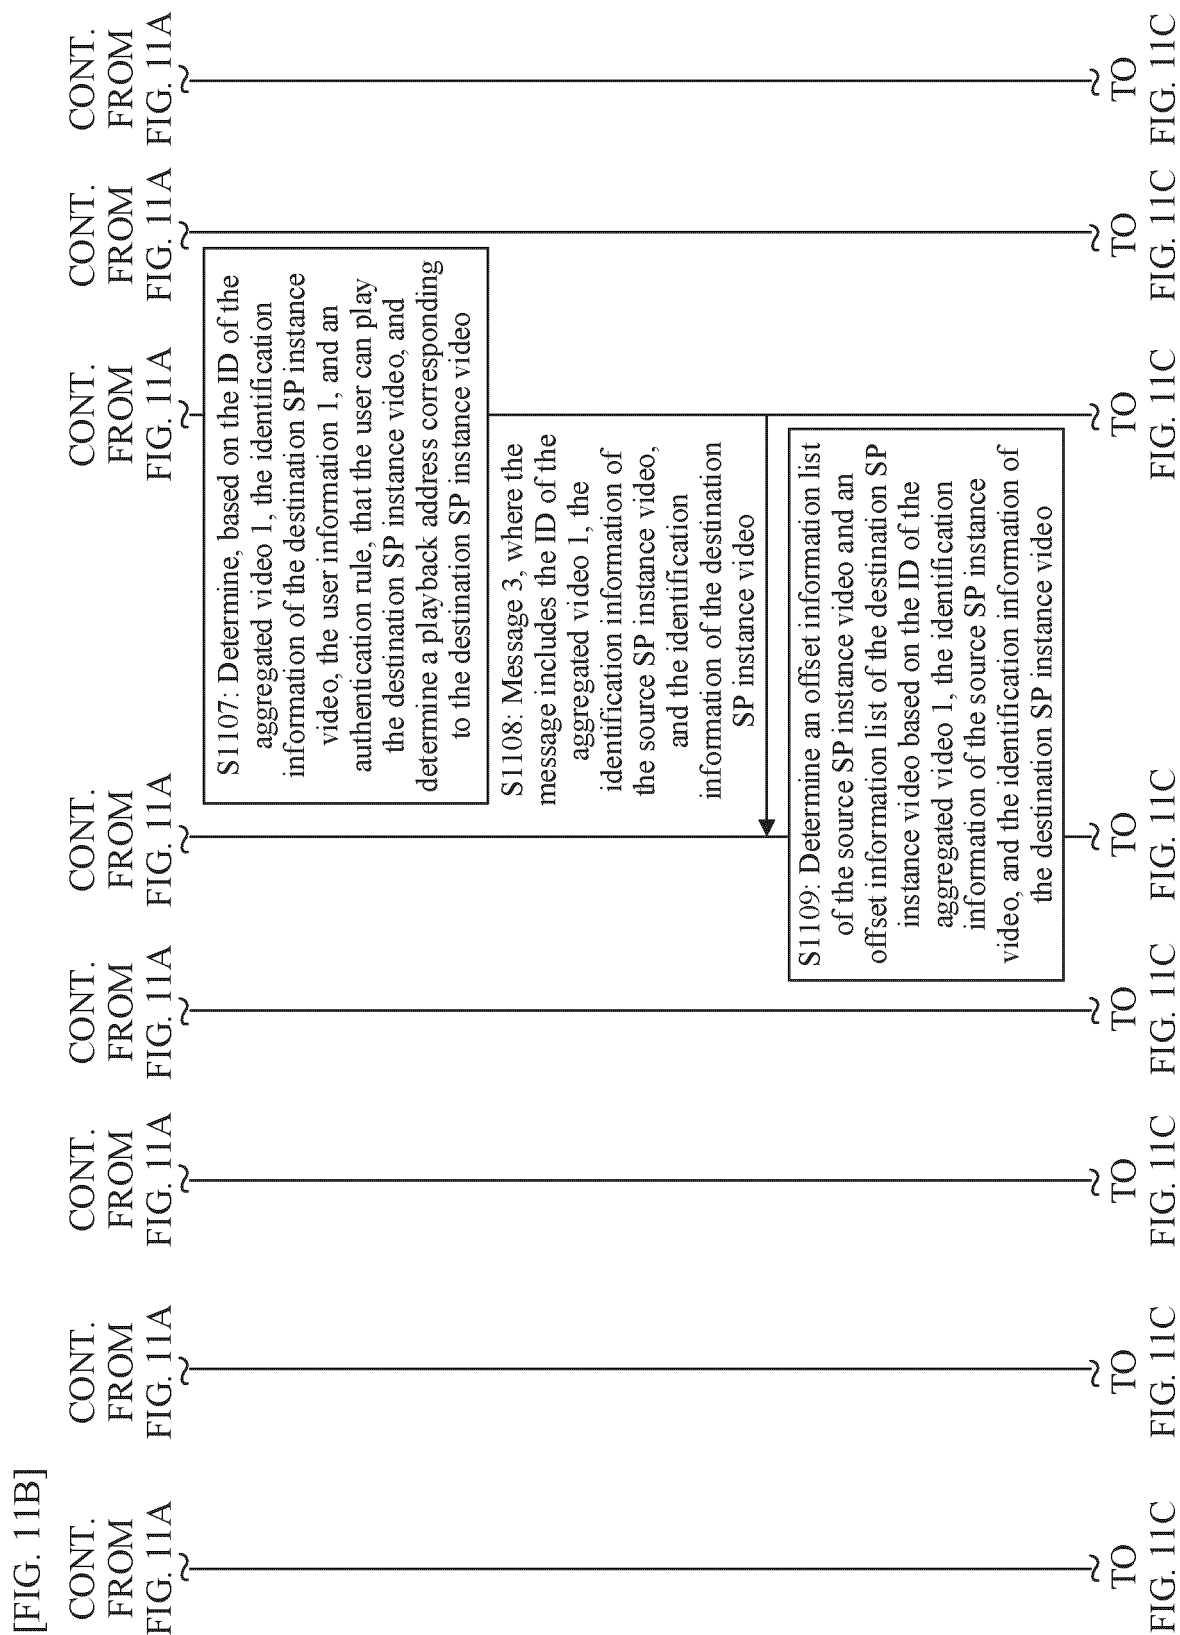 [FIG. 11B]
CONT.
FROM
FIG. 11A
CONT.
FROM
FIG. 11A
CONT.
FROM
FIG. 11A
CONT.
FROM
FIG. 11A
CONT.
FROM
FIG. 11A
CONT.
FROM
FIG. 11A
CONT.
FROM
FIG. 11A
CONT.
FROM
FIG. 11A
S1107: Determine, based on the ID of the
aggregated video 1, the identification
information of the destination SP instance
video, the user information 1, and an
authentication rule, that the user can play
the destination SP instance video, and
determine a playback address corresponding
to the destination SP instance video
S1108: Message 3, where the
message includes the ID of the
aggregated video 1, the
identification information of
the source SP instance video,
and the identification
information of the destination
SP instance video
S1109: Determine an offset information list
of the source SP instance video and an
offset information list of the destination SP
instance video based on the ID of the
aggregated video 1, the identification
information of the source SP instance
video, and the identification information of
the destination SP instance video
TO
FIG. 11C
TO
FIG. 11C
TO
FIG. 11C
TO
FIG. 11C
TO
FIG. 11C
TO
FIG. 11C
TO
FIG. 11C
TO
FIG. 11C